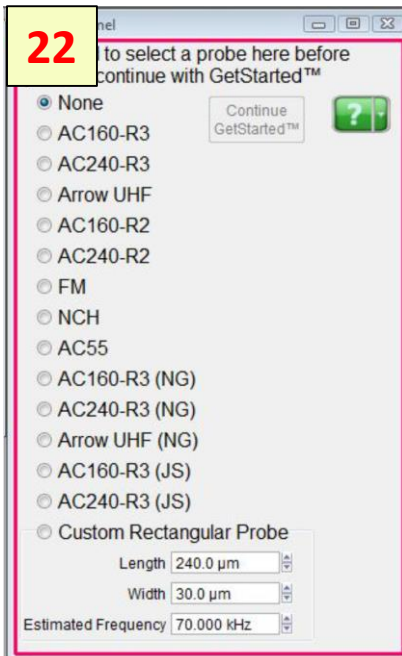 22
nel
to select a probe here before
continue with GetStarted™
None
Continue
GetStarted™
?
AC160-R3
AC240-R3
Arrow UHF
AC160-R2
AC240-R2
FM
NCH
AC55
AC160-R3 (NG)
AC240-R3 (NG)
Arrow UHF (NG)
AC160-R3 (JS)
AC240-R3 (JS)
Custom Rectangular Probe
Length 240.0 µm
Width 30.0 µm
Estimated Frequency 70.000 kHz